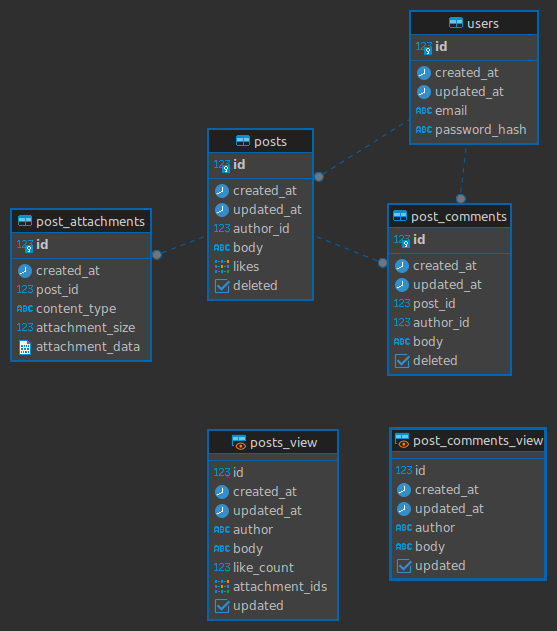 users
123 id
created_at
updated_at
ABC email
ABC password_hash
posts
123 id
created_at
updated_at
123 author_id
ABC body
likes
deleted
post_attachments
123 id
created_at
123 post_id
ABC content_type
123 attachment_size
attachment_data
post_comments
123 id
created_at
updated_at
123 post_id
123 author_id
ABC body
deleted
posts_view
123 id
created_at
updated_at
ABC author
ABC body
123 like_count
attachment_ids
updated
post_comments_view
123 id
created_at
updated_at
ABC author
ABC body
updated